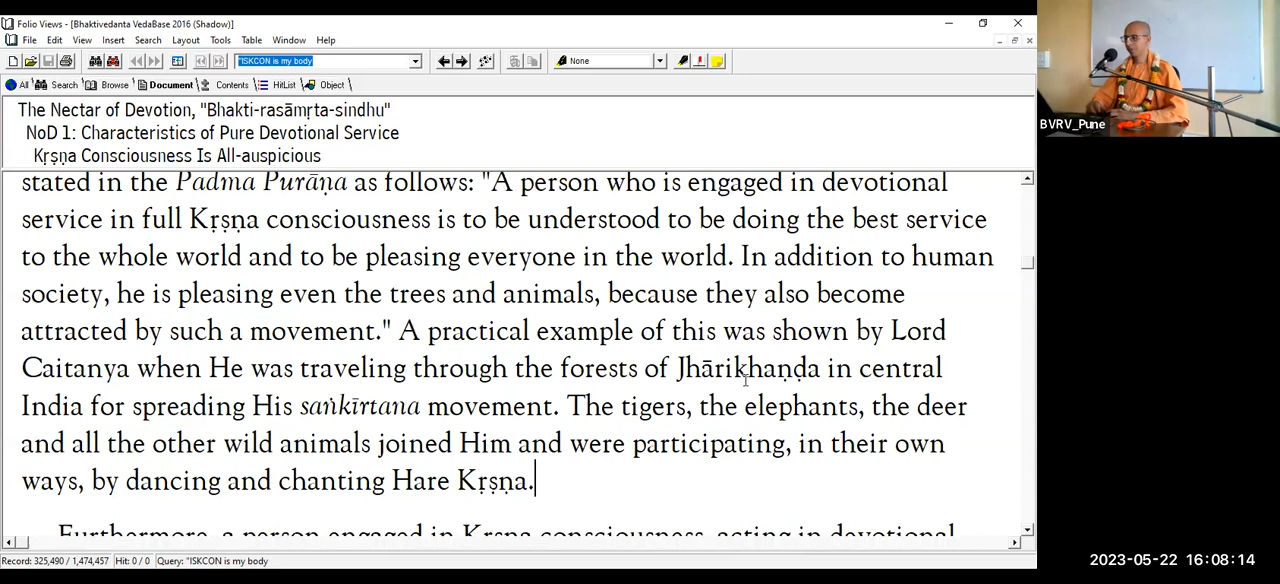 Folio Views - [Bhaktivedanta VedaBase 2016 (Shadow)]
File Edit View Insert Search Layout Tools Table Window Help
"ISKCON is my body
None
All Search Browse Document Contents HitList Object
The Nectar of Devotion, "Bhakti-rasāmṛta-sindhu"
NoD 1: Characteristics of Pure Devotional Service
Kṛṣṇa Consciousness Is All-auspicious
stated in the Padma Purāṇa as follows: "A person who is engaged in devotional
service in full Kṛṣṇa consciousness is to be understood to be doing the best service
to the whole world and to be pleasing everyone in the world. In addition to human
society, he is pleasing even the trees and animals, because they also become
attracted by such a movement." A practical example of this was shown by Lord
Caitanya when He was traveling through the forests of Jhārikhaṇḍa in central
India for spreading His saṅkīrtana movement. The tigers, the elephants, the deer
and all the other wild animals joined Him and were participating, in their own
ways, by dancing and chanting Hare Kṛṣṇa.
Furthermore, a person engaged in Kṛṣṇa consciousness, acting in devotional
Record: 325,490 / 1,474,457 Hit: 0 / 0 Query: "ISKCON is my body
BVRV_Pune
2023-05-22 16:08:14